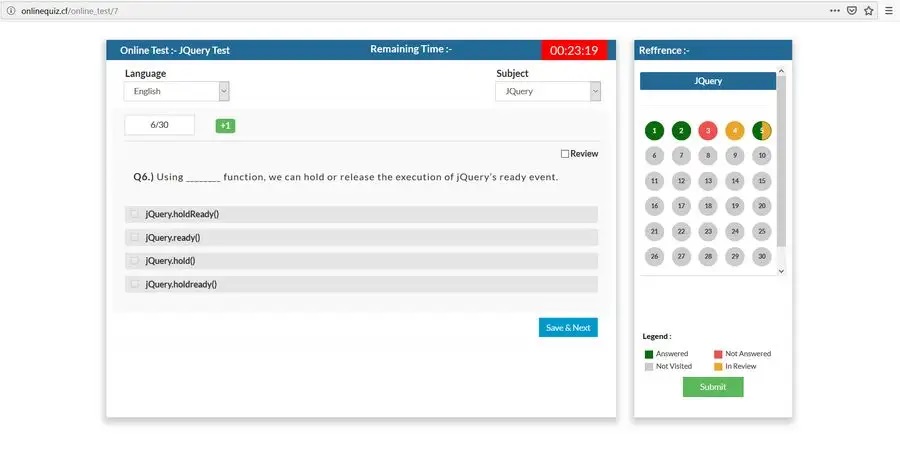 onlinequiz.cf/online_test/7
Online Test :- JQuery Test
Remaining Time :-
00:23:19
Language
Subject
English
JQuery
6/30
+1
Review
Q6.) Using ________ function, we can hold or release the execution of jQuery's ready event.
jQuery.holdReady()
jQuery.ready()
jQuery.hold()
jQuery.holdready()
Save & Next
Reffrence :-
JQuery
1 2 3 4 5
6 7 8 9 10
11 12 13 14 15
16 17 18 19 20
21 22 23 24 25
26 27 28 29 30
Legend :
Answered Not Answered
Not Visited In Review
Submit